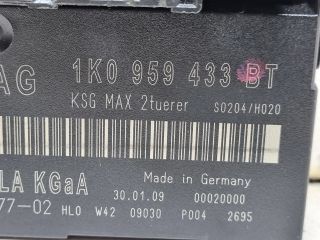 AG 1K0 959 433 BT
KSG MAX 2tuerer S0204/H020
LA KGaA
Made in Germany
30.01.09 00020000
77-02 HL0 W42 09030 P004 2695